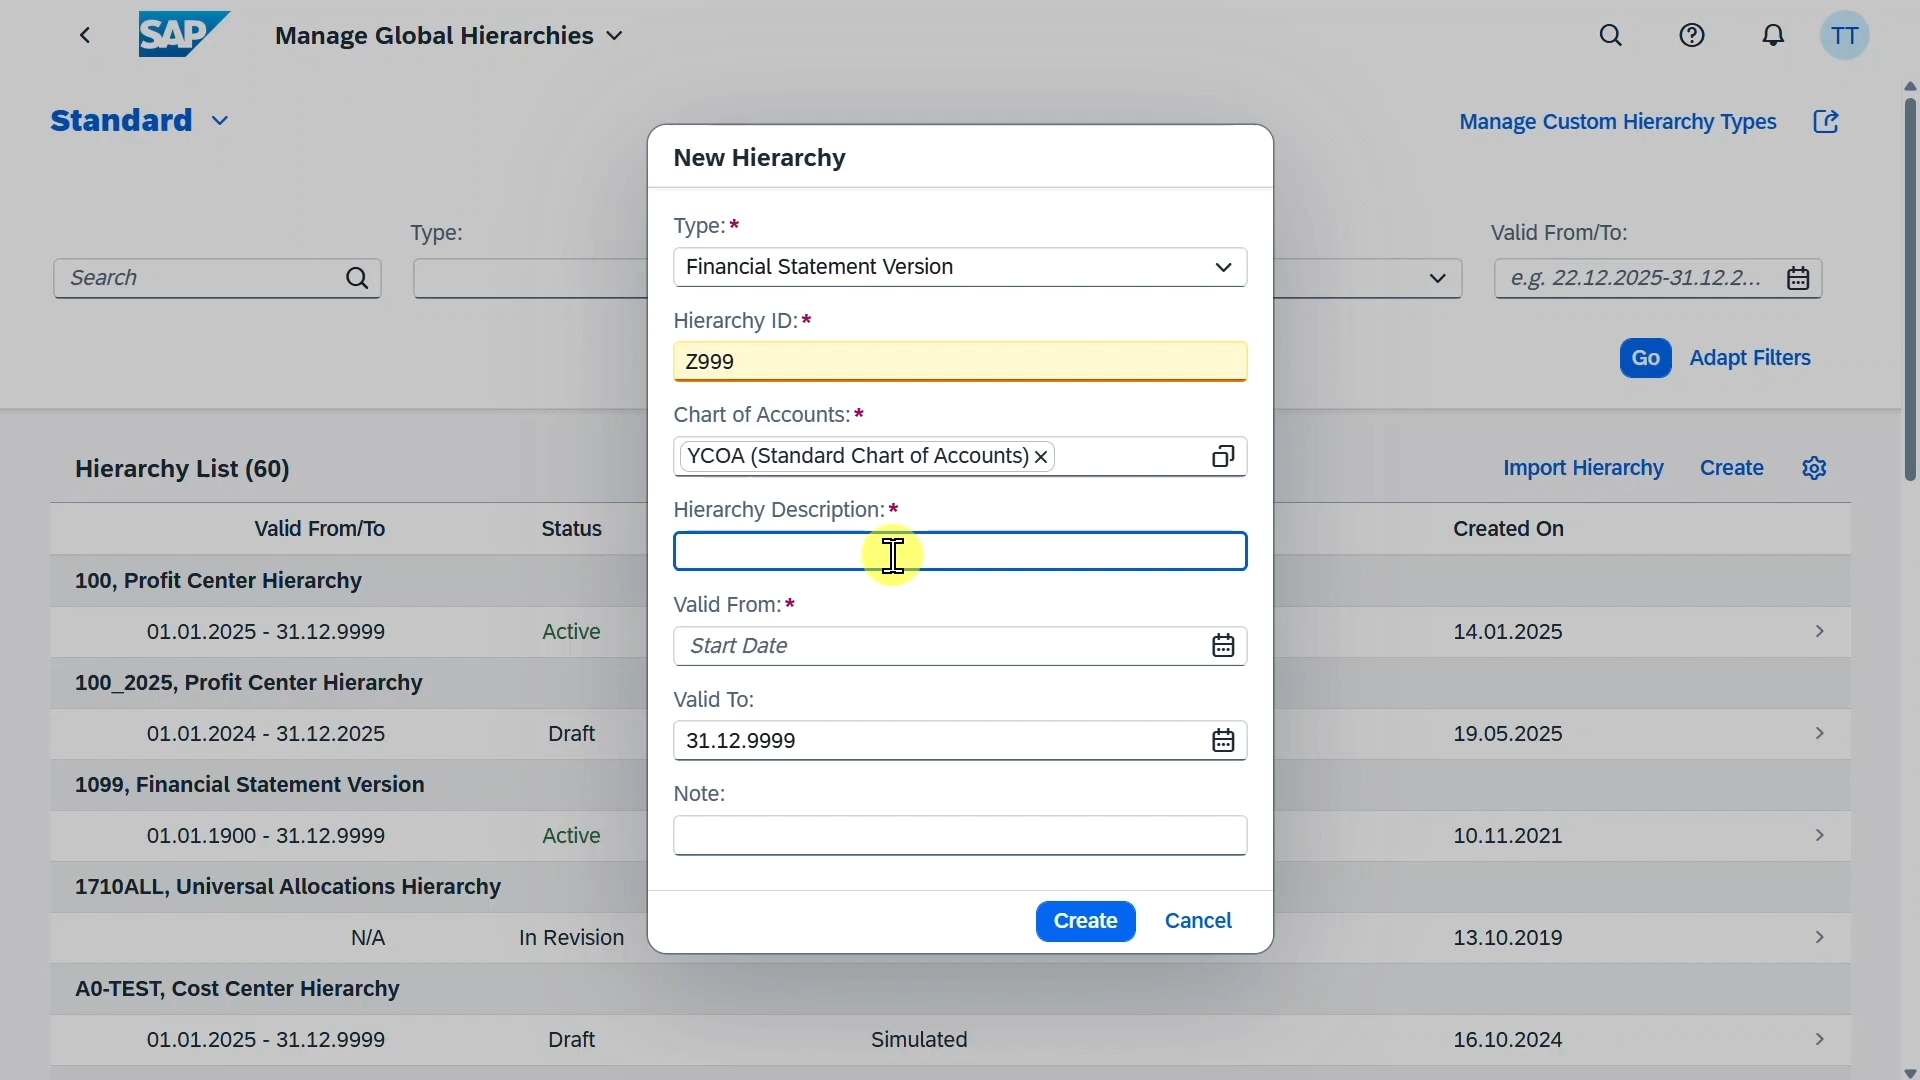 SAP Manage Global Hierarchies TT
Standard Manage Custom Hierarchy Types
Type: Valid From/To:
Search e.g. 22.12.2025-31.12.2...
Go Adapt Filters
Hierarchy List (60) Import Hierarchy Create
Valid From/To Status Created On
100, Profit Center Hierarchy
01.01.2025 - 31.12.9999 Active 14.01.2025
100_2025, Profit Center Hierarchy
01.01.2024 - 31.12.2025 Draft 19.05.2025
1099, Financial Statement Version
01.01.1900 - 31.12.9999 Active 10.11.2021
1710ALL, Universal Allocations Hierarchy
N/A In Revision 13.10.2019
A0-TEST, Cost Center Hierarchy
01.01.2025 - 31.12.9999 Draft Simulated 16.10.2024
New Hierarchy
Type:*
Financial Statement Version
Hierarchy ID:*
Z999
Chart of Accounts:*
YCOA (Standard Chart of Accounts)
Hierarchy Description:*
Valid From:*
Start Date
Valid To:
31.12.9999
Note:
Create Cancel